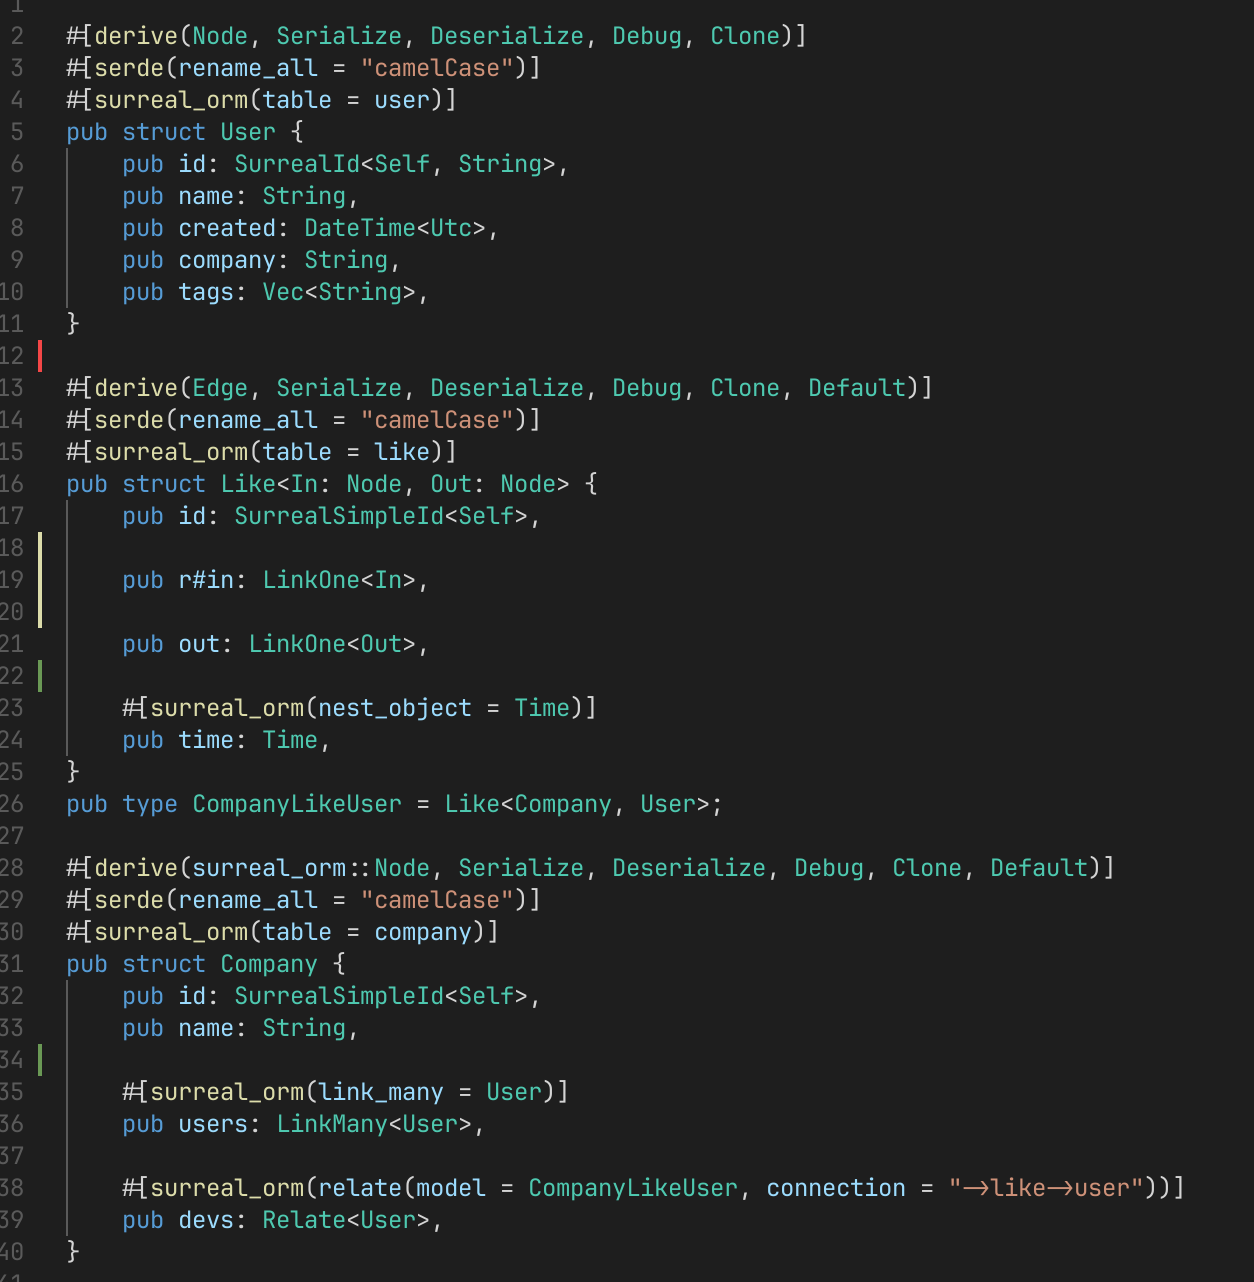 1
2 #[derive(Node, Serialize, Deserialize, Debug, Clone)]
3 #[serde(rename_all = "camelCase")]
4 #[surreal_orm(table = user)]
5 pub struct User {
6     pub id: SurrealId<Self, String>,
7     pub name: String,
8     pub created: DateTime<Utc>,
9     pub company: String,
10     pub tags: Vec<String>,
11 }
12
13 #[derive(Edge, Serialize, Deserialize, Debug, Clone, Default)]
14 #[serde(rename_all = "camelCase")]
15 #[surreal_orm(table = like)]
16 pub struct Like<In: Node, Out: Node> {
17     pub id: SurrealSimpleId<Self>,
18
19     pub r#in: LinkOne<In>,
20
21     pub out: LinkOne<Out>,
22
23     #[surreal_orm(nest_object = Time)]
24     pub time: Time,
25 }
26 pub type CompanyLikeUser = Like<Company, User>;
27
28 #[derive(surreal_orm::Node, Serialize, Deserialize, Debug, Clone, Default)]
29 #[serde(rename_all = "camelCase")]
30 #[surreal_orm(table = company)]
31 pub struct Company {
32     pub id: SurrealSimpleId<Self>,
33     pub name: String,
34
35     #[surreal_orm(link_many = User)]
36     pub users: LinkMany<User>,
37
38     #[surreal_orm(relate(model = CompanyLikeUser, connection = "->like->user"))]
39     pub devs: Relate<User>,
40 }
41